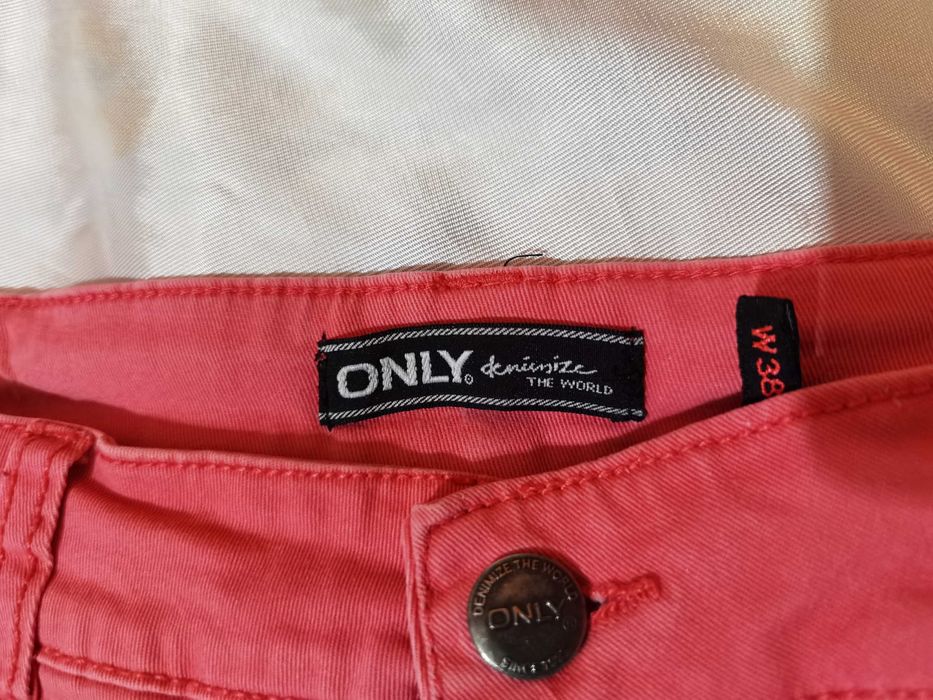 ONLY® denimize
THE WORLD
W 38
DENIMIZE THE WORLD
ONLY